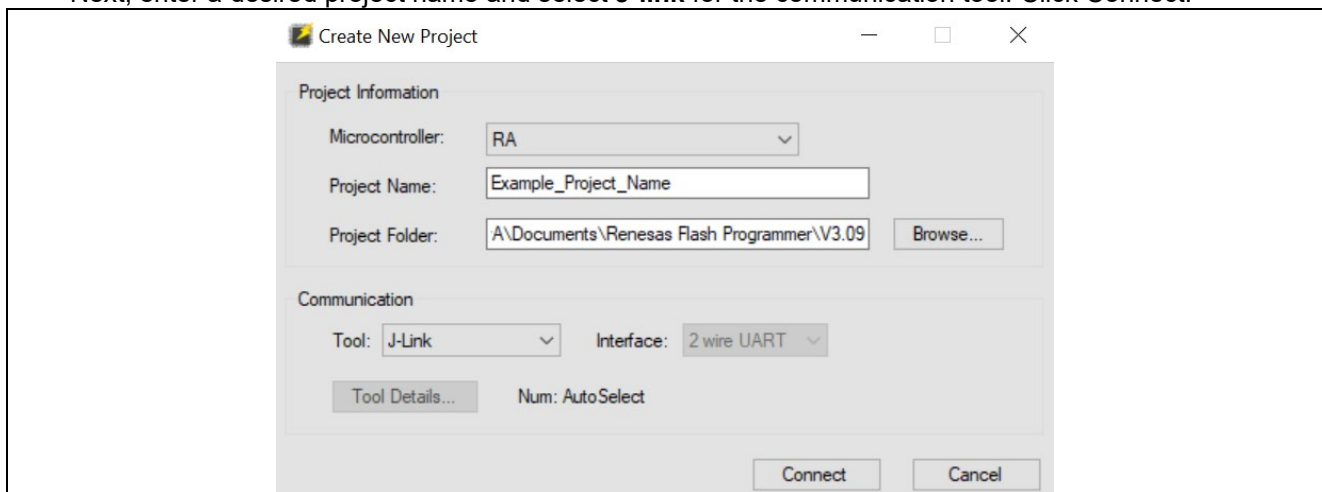 Next, enter a desired project name and select J-link for the communication tool. Click Connect.
Create New Project
Project Information
Microcontroller: RA
Project Name: Example_Project_Name
Project Folder: A\Documents\Renesas Flash Programmer\V3.09 Browse...
Communication
Tool: J-Link Interface: 2 wire UART
Tool Details... Num: AutoSelect
Connect Cancel